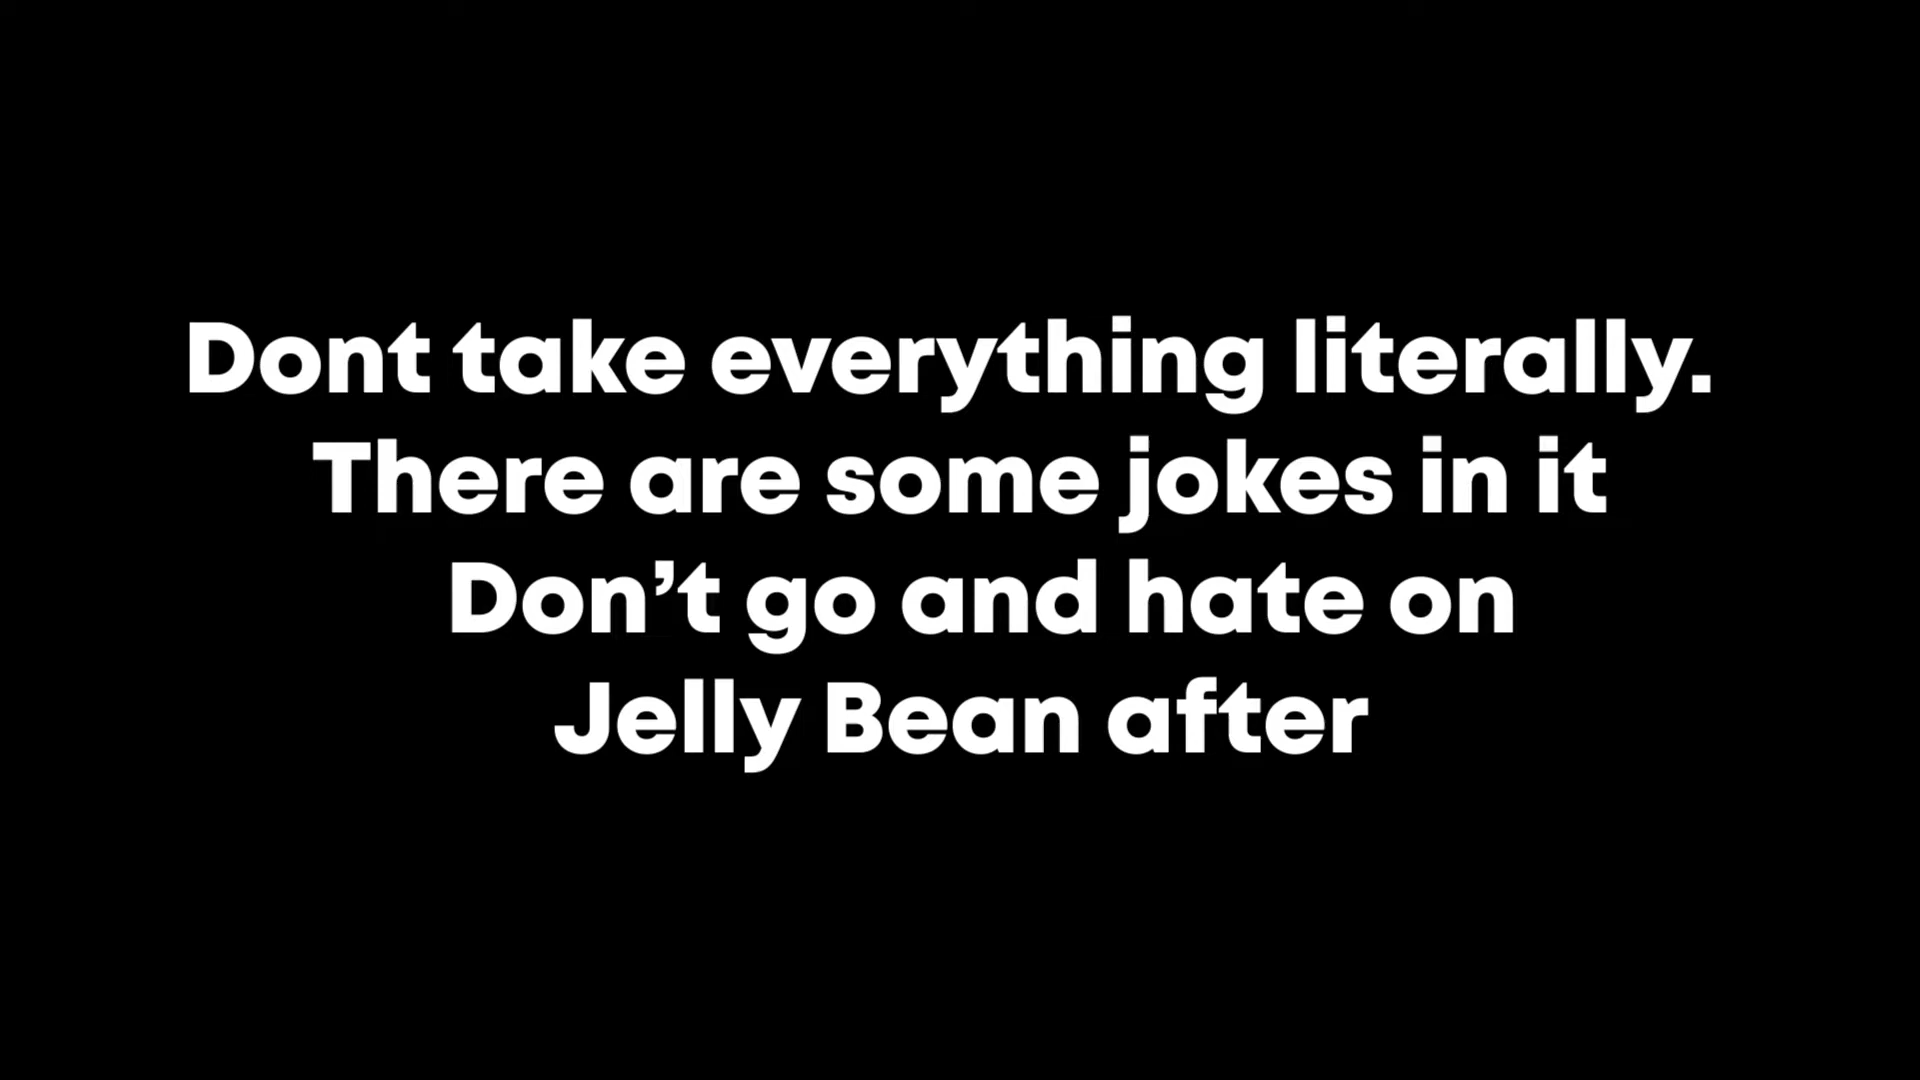 Dont take everything literally.
There are some jokes in it
Don’t go and hate on
Jelly Bean after